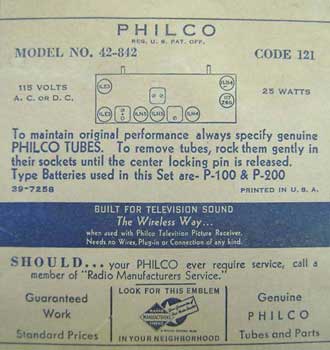 PHILCO
REG. U. S. PAT. OFF.
MODEL NO. 42-842
CODE 121
115 VOLTS
A. C. OR D. C.
25 WATTS
To maintain original performance always specify genuine
PHILCO TUBES. To remove tubes, rock them gently in
their sockets until the center locking pin is released.
Type Batteries used in this Set are- P-100 & P-200
39-7258
PRINTED IN U. S. A.
BUILT FOR TELEVISION SOUND
The Wireless Way...
when used with Philco Television Picture Receiver.
Needs no Wires, Plug-in or Connection of any kind.
SHOULD... your PHILCO ever require service, call a
member of "Radio Manufacturers Service."
Guaranteed
Work
Standard Prices
LOOK FOR THIS EMBLEM
IN YOUR NEIGHBORHOOD
Genuine
PHILCO
Tubes and Parts